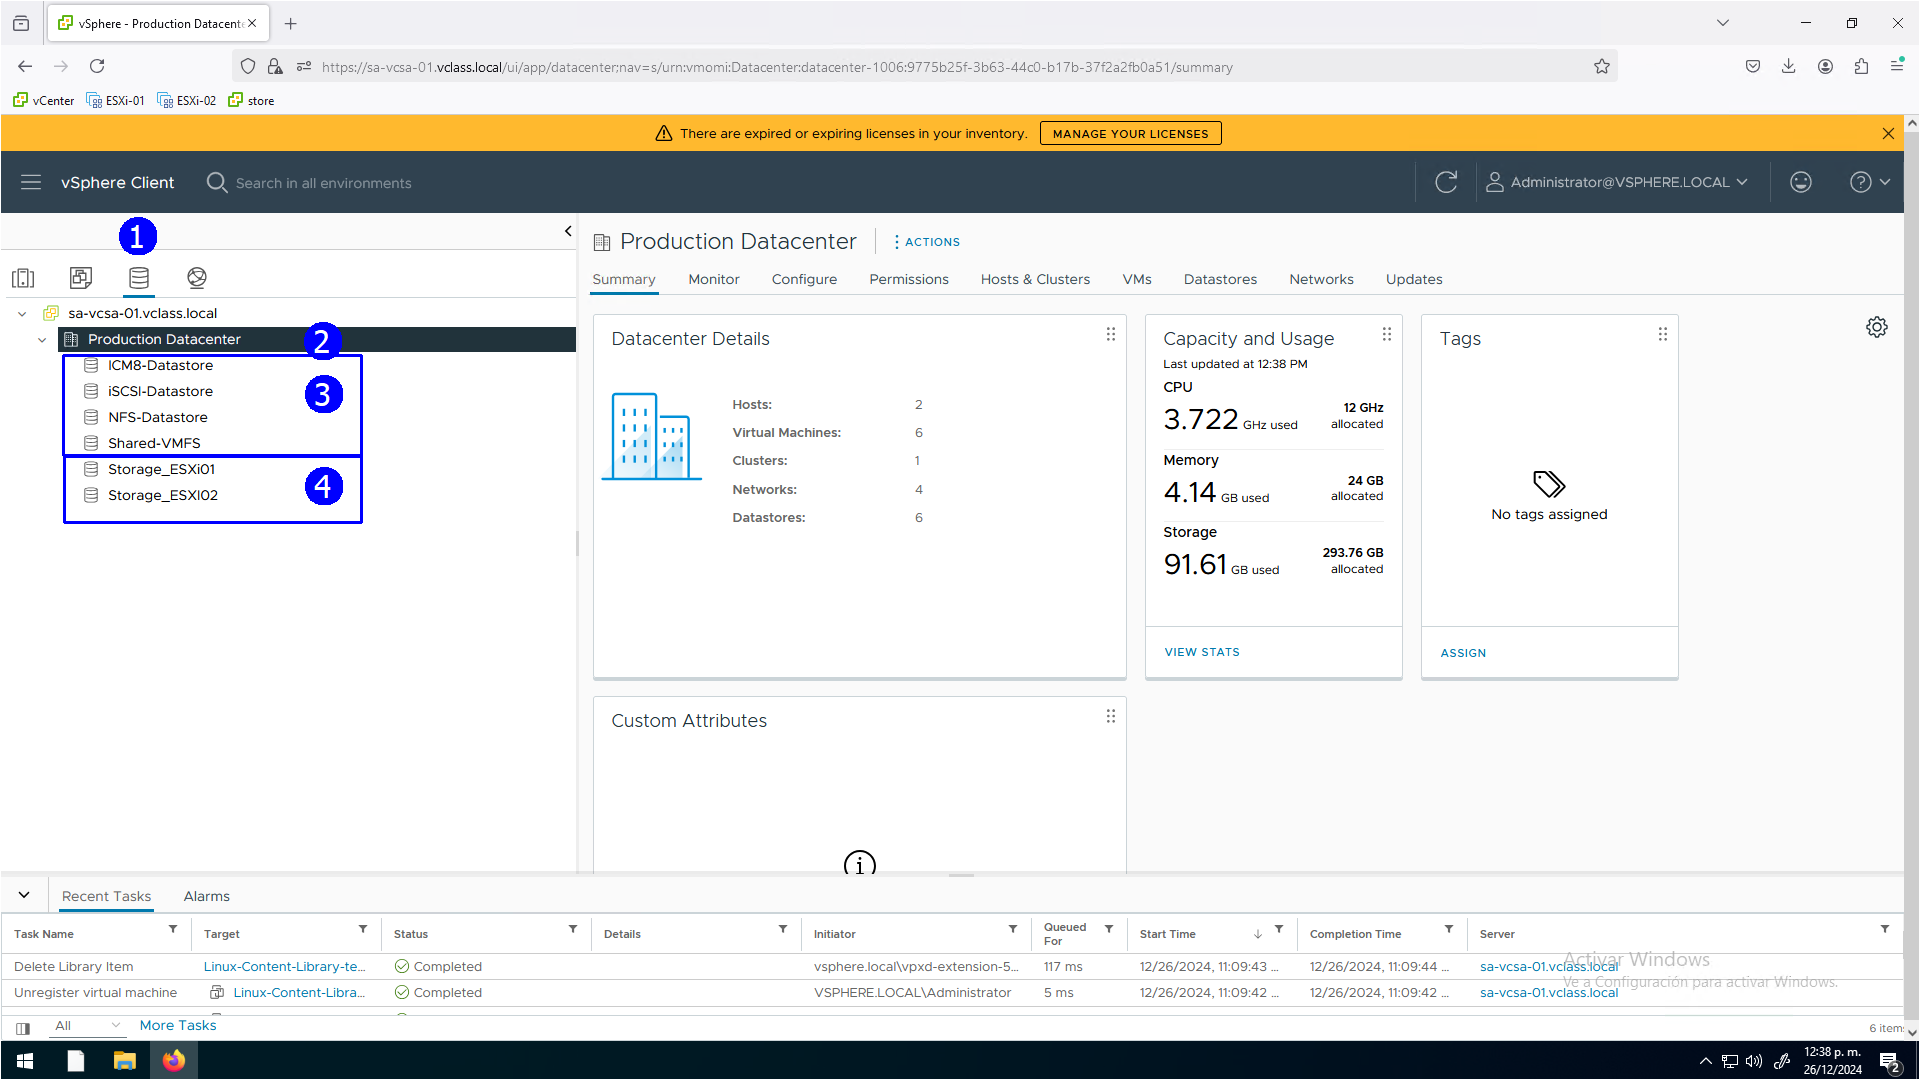 vSphere - Production Datacent
https://sa-vcsa-01.vclass.local/ui/app/datacenter;nav=s/urn:vmomi:Datacenter:datacenter-1006:9775b25f-3b63-44c0-b17b-37f2a2fb0a51/summary
vCenter ESXi-01 ESXi-02 store
There are expired or expiring licenses in your inventory. MANAGE YOUR LICENSES
vSphere Client Search in all environments Administrator@VSPHERE.LOCAL
1
sa-vcsa-01.vclass.local
Production Datacenter 2
ICM8-Datastore
iSCSI-Datastore 3
NFS-Datastore
Shared-VMFS
Storage_ESXi01
4
Storage_ESXI02
Production Datacenter ACTIONS
Summary Monitor Configure Permissions Hosts & Clusters VMs Datastores Networks Updates
Datacenter Details
Hosts: 2
Virtual Machines: 6
Clusters: 1
Networks: 4
Datastores: 6
Capacity and Usage
Last updated at 12:38 PM
CPU
3.722 GHz used 12 GHz allocated
Memory
4.14 GB used 24 GB allocated
Storage
91.61 GB used 293.76 GB allocated
VIEW STATS
Tags
No tags assigned
ASSIGN
Custom Attributes
Recent Tasks Alarms
Task Name Target Status Details Initiator Queued For Start Time Completion Time Server
Delete Library Item Linux-Content-Library-te... Completed vsphere.local\vpxd-extension-5... 117 ms 12/26/2024, 11:09:43 ... 12/26/2024, 11:09:44 ... sa-vcsa-01.vclass.local
Unregister virtual machine Linux-Content-Libra... Completed VSPHERE.LOCAL\Administrator 5 ms 12/26/2024, 11:09:42 ... 12/26/2024, 11:09:42 ... sa-vcsa-01.vclass.local
Activar Windows
Ve a Configuración para activar Windows.
All More Tasks 6 items
12:38 p. m.
26/12/2024
2